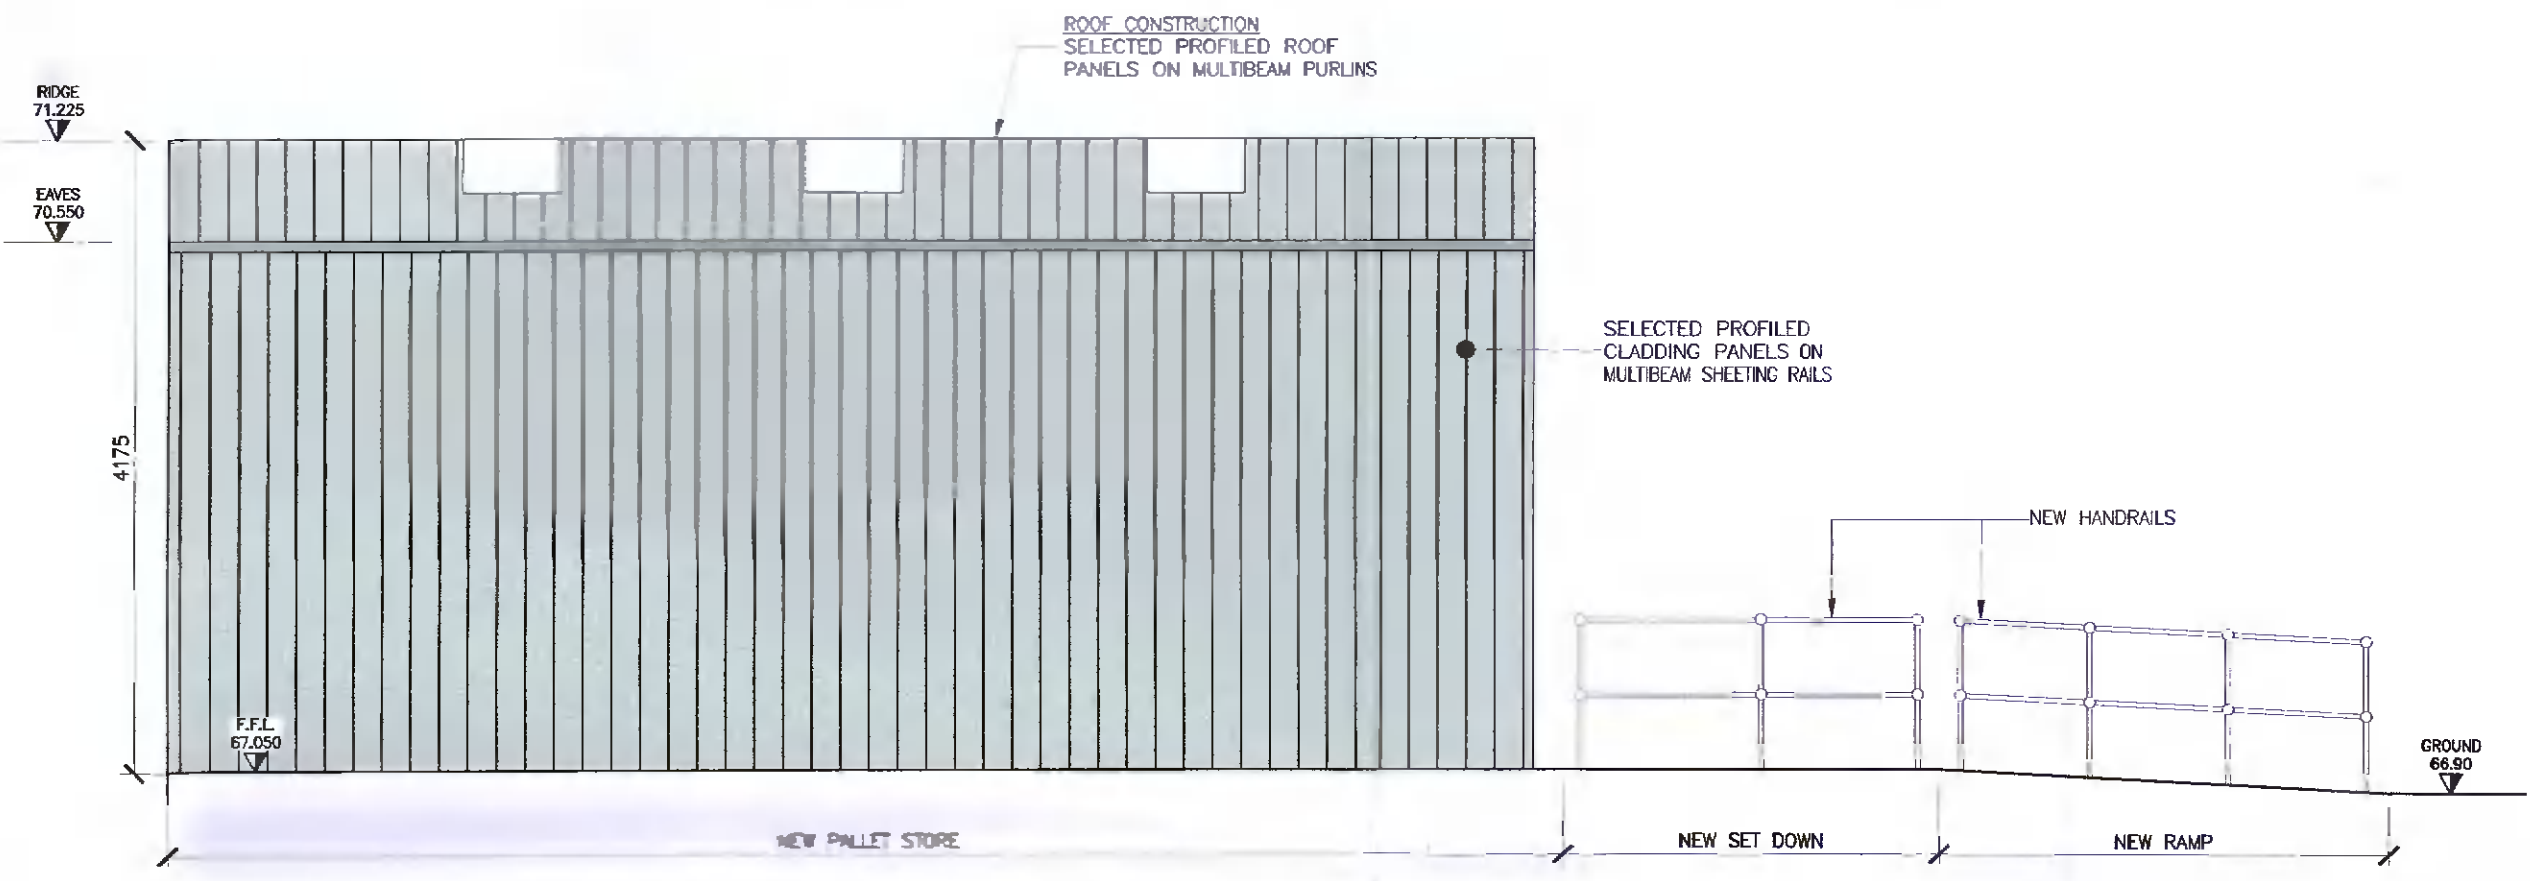 ROOF CONSTRUCTION
SELECTED PROFILED ROOF
PANELS ON MULTIBEAM PURLINS
RIDGE
71.225
EAVES
70.550
4175
SELECTED PROFILED
CLADDING PANELS ON
MULTIBEAM SHEETING RAILS
NEW HANDRAILS
F.F.L.
67.050
GROUND
66.90
NEW PALLET STORE
NEW SET DOWN
NEW RAMP